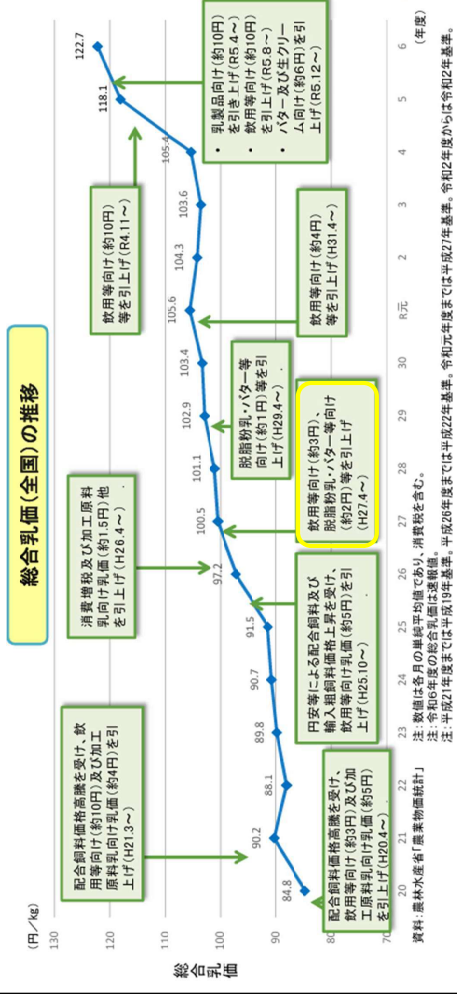 総合乳価(全国)の推移
(円/kg)
総合乳価
130
120
110
100
90
80
70
84.8
90.2
88.1
89.8
90.7
91.5
97.2
100.5
101.1
102.9
103.4
105.6
104.3
103.6
105.4
118.1
122.7
20
21
22
23
24
25
26
27
28
29
30
R元
2
3
4
5
6
(年度)
配合飼料価格高騰を受け、飲
用等向け(約10円)及び加工
原料乳向け乳価(約4円)を引
上げ(H21.3～)
消費増税及び加工原料
乳向け乳価(約1.5円)他
を引上げ(H26.4～)
飲用等向け(約10円)
等を引上げ(R4.11～)
配合飼料価格高騰を受け、
飲用等向け(約3円)及び加
工原料乳向け乳価(約5円)
を引上げ(H20.4～)
円安等による配合飼料及び
輸入粗飼料価格上昇を受け、
飲用等向け乳価(約5円)を引
上げ(H25.10～)
飲用等向け(約3円)、
脱脂粉乳・バター等向け
(約2円)等を引上げ
(H27.4～)
脱脂粉乳・バター等
向け(約1円)等を引
上げ(H29.4～)
飲用等向け(約4円)
等を引上げ(H31.4～)
・ 乳製品向け(約10円)
を引き上げ(R5.4～)
・ 飲用等向け(約10円)
を引上げ(R5.8～)
・ バター及び生クリー
ム向け(約6円)を引
上げ(R5.12～)
資料:農林水産省「農業物価統計」
注:数値は各月の単純平均値であり、消費税を含む。
注:令和6年度の総合乳価は速報値。
注:平成21年度までは平成19年基準。平成26年度までは平成22年基準。令和元年度までは平成27年基準。令和2年度からは令和2年基準。